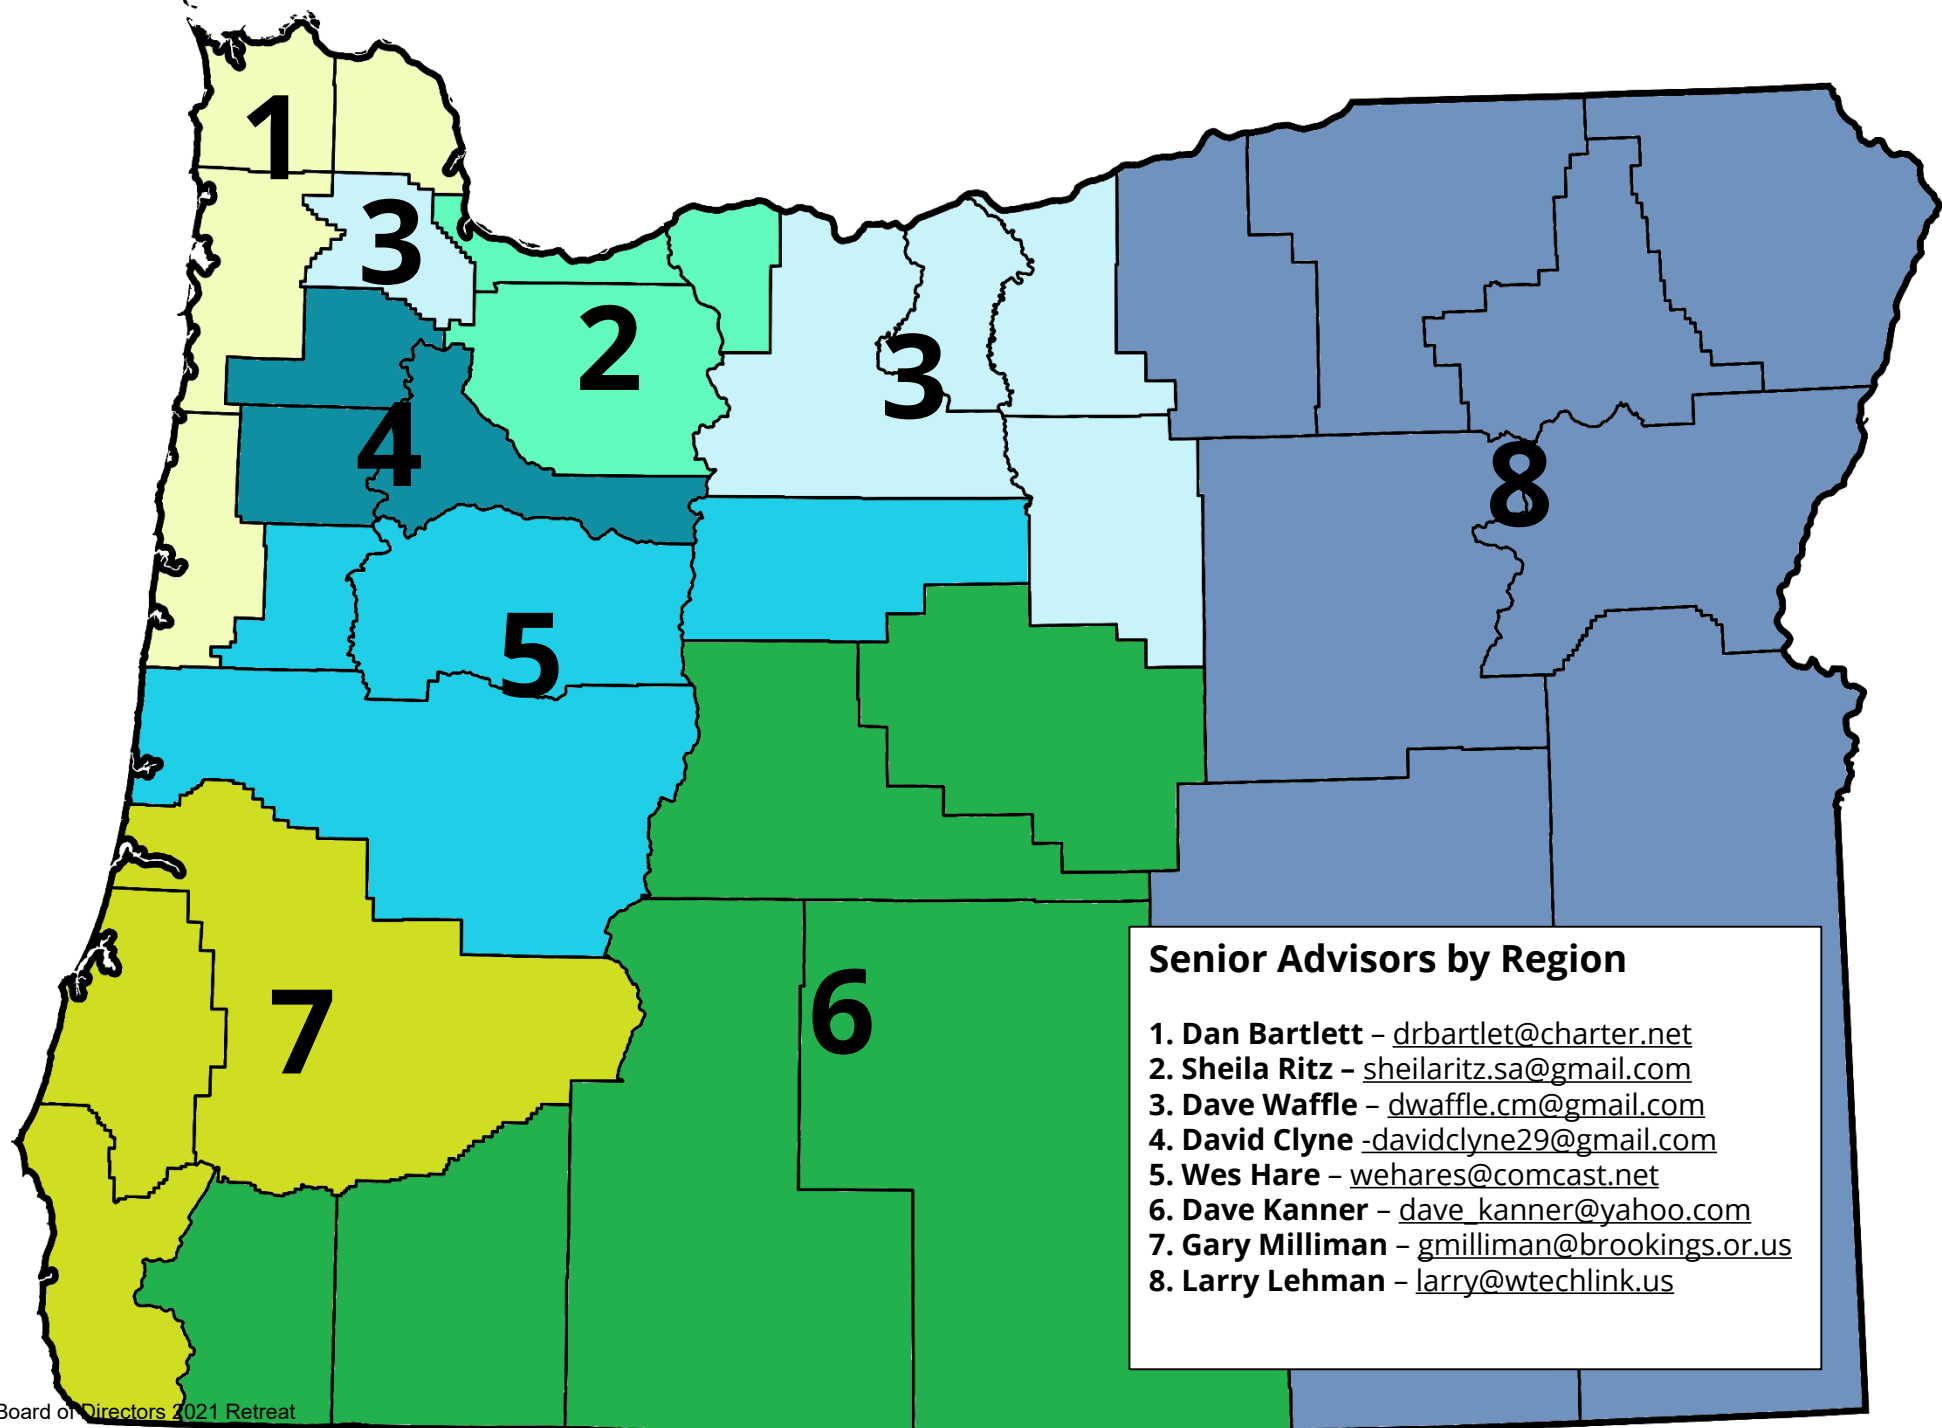 1
3
2
3
4
8
5
7
6
Senior Advisors by Region
1. Dan Bartlett – drbartlet@charter.net
2. Sheila Ritz – sheilaritz.sa@gmail.com
3. Dave Waffle – dwaffle.cm@gmail.com
4. David Clyne -davidclyne29@gmail.com
5. Wes Hare – wehares@comcast.net
6. Dave Kanner – dave_kanner@yahoo.com
7. Gary Milliman – gmilliman@brookings.or.us
8. Larry Lehman – larry@wtechlink.us
Board of Directors 2021 Retreat